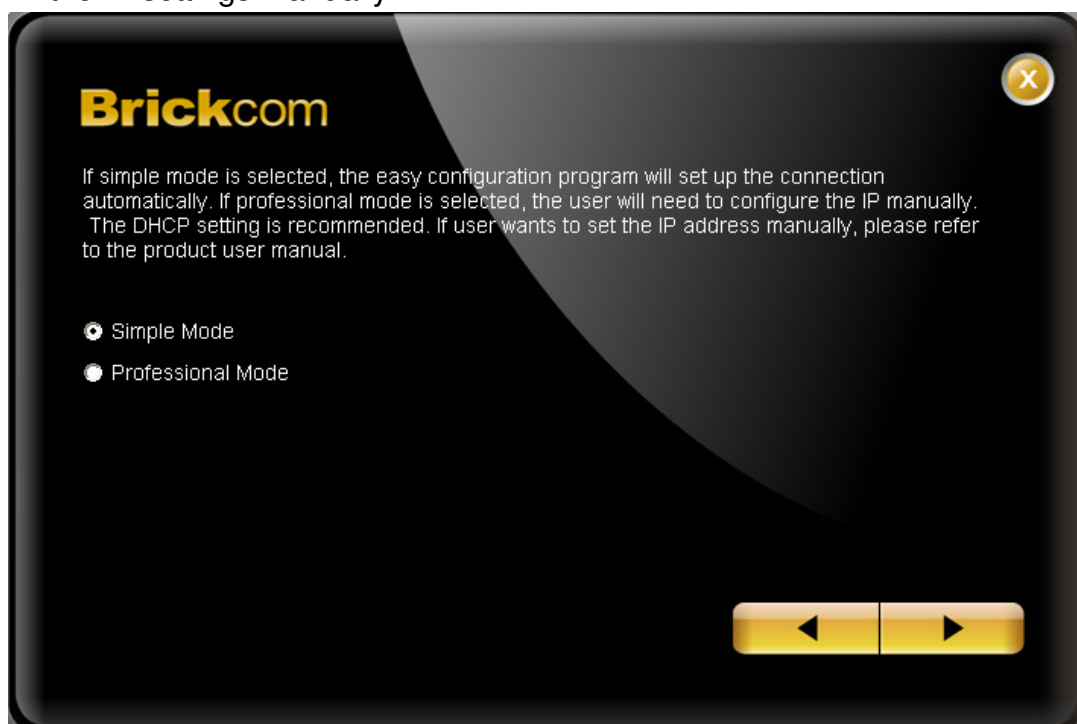 settings manually
Brickcom
X
If simple mode is selected, the easy configuration program will set up the connection
automatically. If professional mode is selected, the user will need to configure the IP manually.
The DHCP setting is recommended. If user wants to set the IP address manually, please refer
to the product user manual.
Simple Mode
Professional Mode